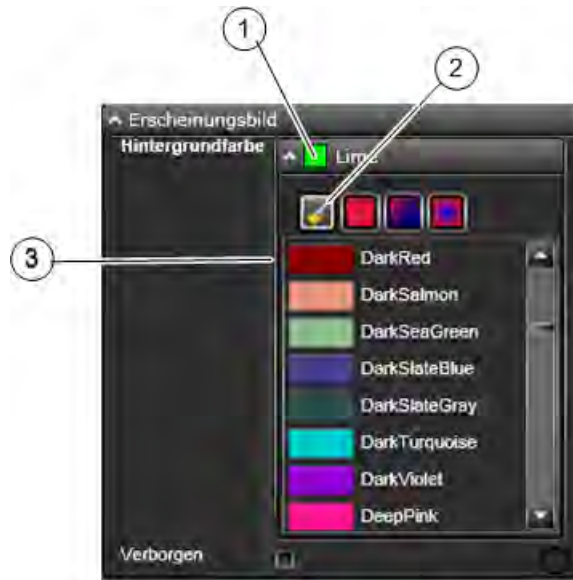 1
2
Erscheinungsbild
Hintergrundfarbe
Lime
3
DarkRed
DarkSalmon
DarkSeaGreen
DarkSlateBlue
DarkSlateGray
DarkTurquoise
DarkViolet
DeepPink
Verborgen